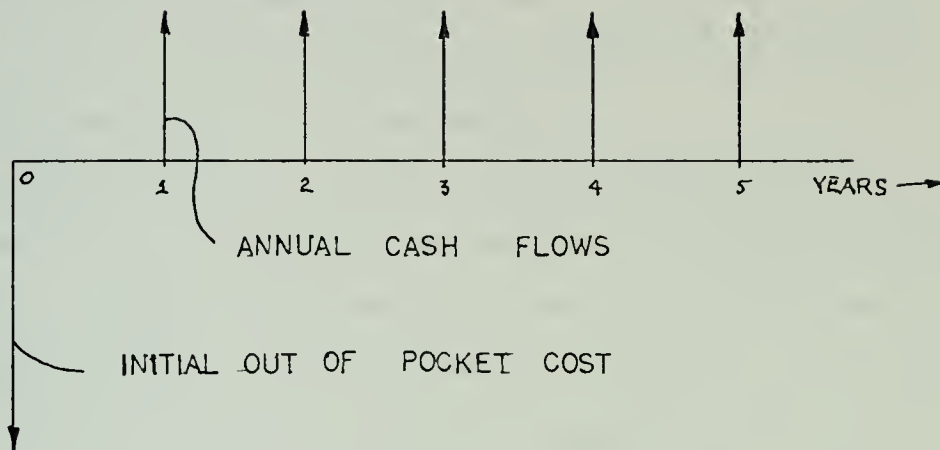 0 1 2 3 4 5 YEARS →
ANNUAL CASH FLOWS
INITIAL OUT OF POCKET COST